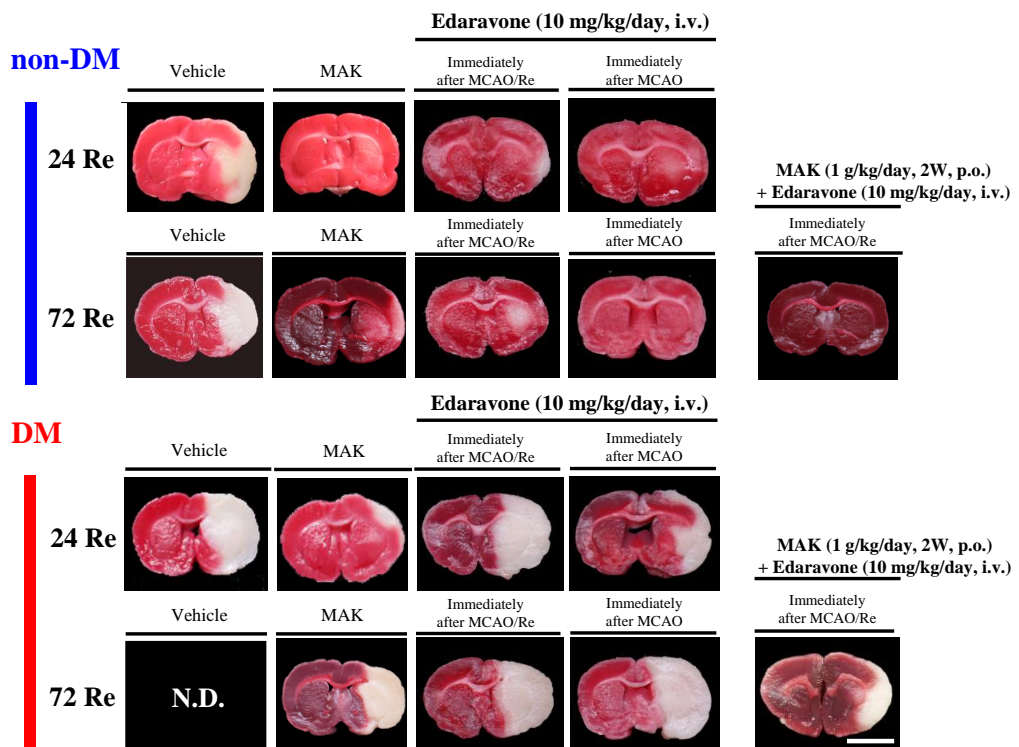 Edaravone (10 mg/kg/day, i.v.)
non-DM
Vehicle
MAK
Immediately
after MCAO/Re
Immediately
after MCAO
24 Re
MAK (1 g/kg/day, 2W, p.o.)
+ Edaravone (10 mg/kg/day, i.v.)
Vehicle
MAK
Immediately
after MCAO/Re
Immediately
after MCAO
Immediately
after MCAO/Re
72 Re
Edaravone (10 mg/kg/day, i.v.)
DM
Vehicle
MAK
Immediately
after MCAO/Re
Immediately
after MCAO
24 Re
MAK (1 g/kg/day, 2W, p.o.)
+ Edaravone (10 mg/kg/day, i.v.)
Vehicle
MAK
Immediately
after MCAO/Re
Immediately
after MCAO
Immediately
after MCAO/Re
72 Re
N.D.